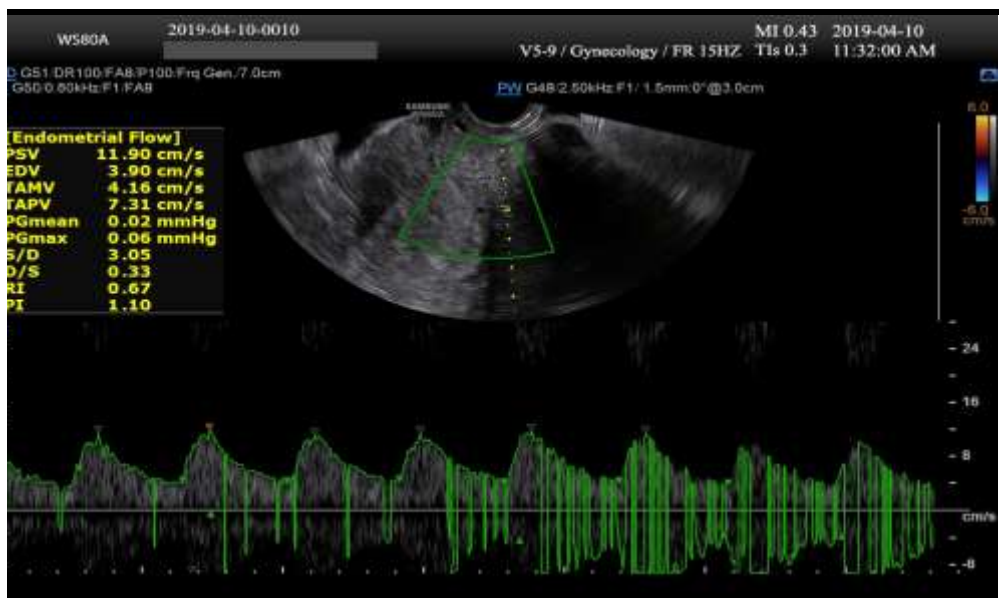 WS80A
2019-04-10-0010
V5-9 / Gynecology / FR 15HZ
MI 0.43
TIs 0.3
2019-04-10
11:32:00 AM
G51/DR100/FA8/P100/Frq Gen./7.0cm
G50/0.80kHz/F1/FA8
PW G48/2.50kHz/F1/ 1.5mm/0°@3.0cm
SAMSUNG
[Endometrial Flow]
PSV 11.90 cm/s
EDV 3.90 cm/s
TAMV 4.16 cm/s
TAPV 7.31 cm/s
PGmean 0.02 mmHg
PGmax 0.06 mmHg
S/D 3.05
D/S 0.33
RI 0.67
PI 1.10
6.0
-6.0
cm/s
- 24
- 16
- 8
cm/s
- -8